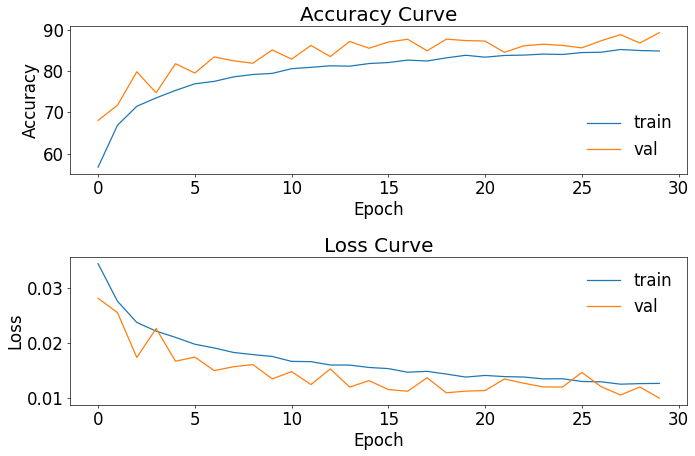 Accuracy Curve
90
80
70
60
Accuracy
train
val
0 5 10 15 20 25 30
Epoch
Loss Curve
0.03
0.02
0.01
Loss
train
val
0 5 10 15 20 25 30
Epoch